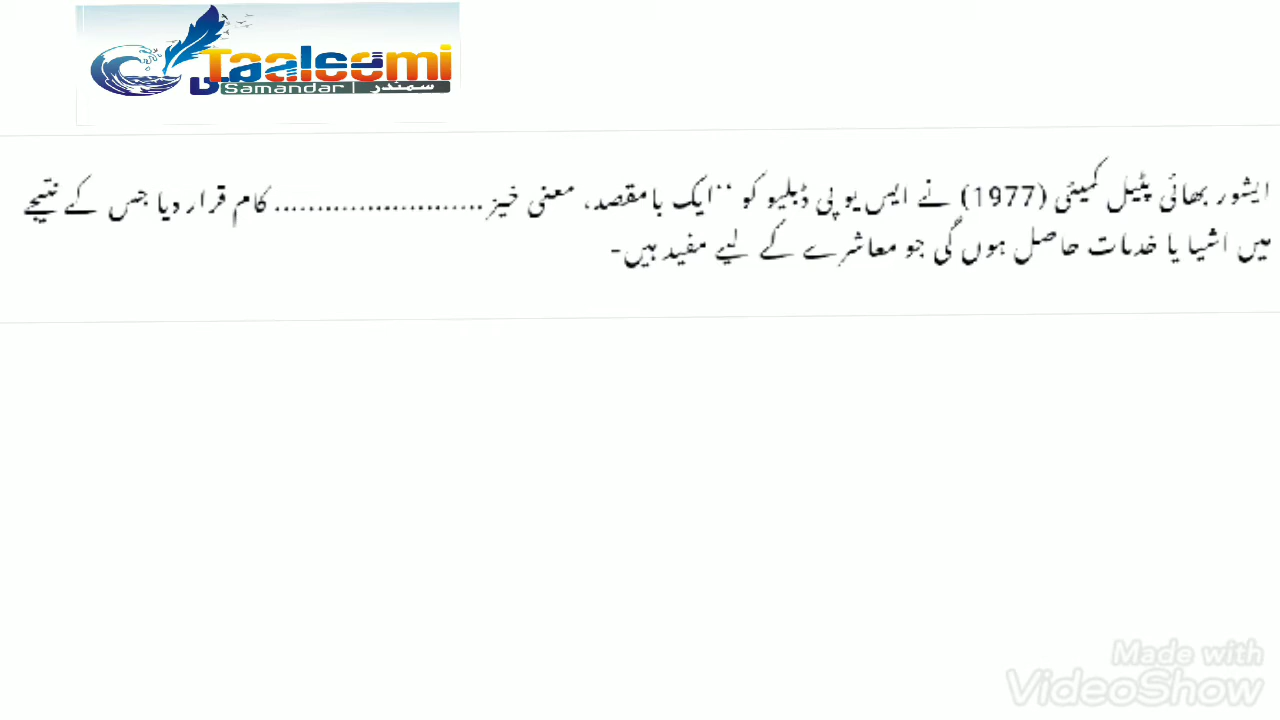 Taaleemi
Ka Samandar | سمندر
ایشور بھائی پٹیل کمیٹی (1977) نے ایس یو پی ڈبلیو کو ‘‘ایک بامقصد، معنی خیز ........................ کام قرار دیا جس کے نتیجے
میں اشیا یا خدمات حاصل ہوں گی جو معاشرے کے لیے مفید ہیں-
Made with
VideoShow